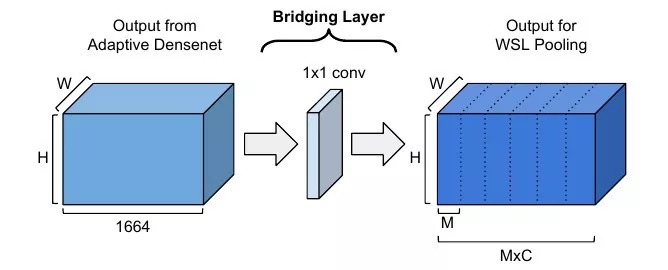 Output from
Adaptive Densenet
Bridging Layer
1x1 conv
Output for
WSL Pooling
W
H
1664
W
H
M
MxC